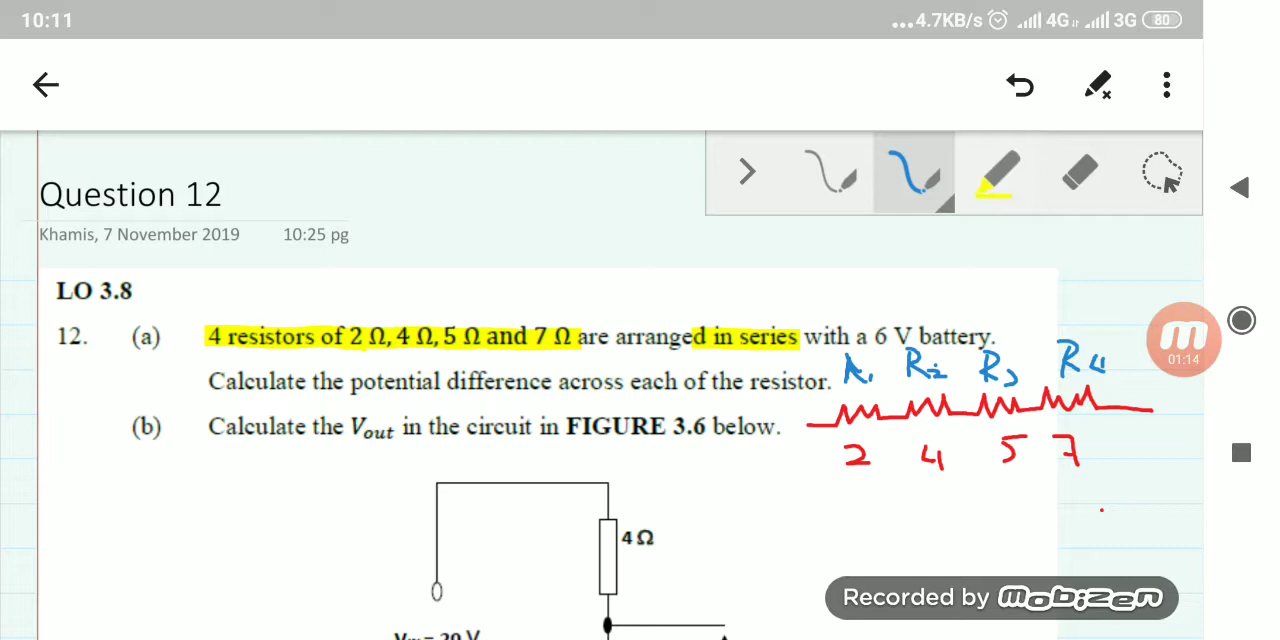 10:11
...4.7KB/s 4G 3G 80
Question 12
Khamis, 7 November 2019 10:25 pg
LO 3.8
12. (a) 4 resistors of 2 Ω, 4 Ω, 5 Ω and 7 Ω are arranged in series with a 6 V battery.
Calculate the potential difference across each of the resistor.
R1 R2 R3 R4
(b) Calculate the Vout in the circuit in FIGURE 3.6 below.
2 4 5 7
4 Ω
01:14
Recorded by mobizen
= 20 V